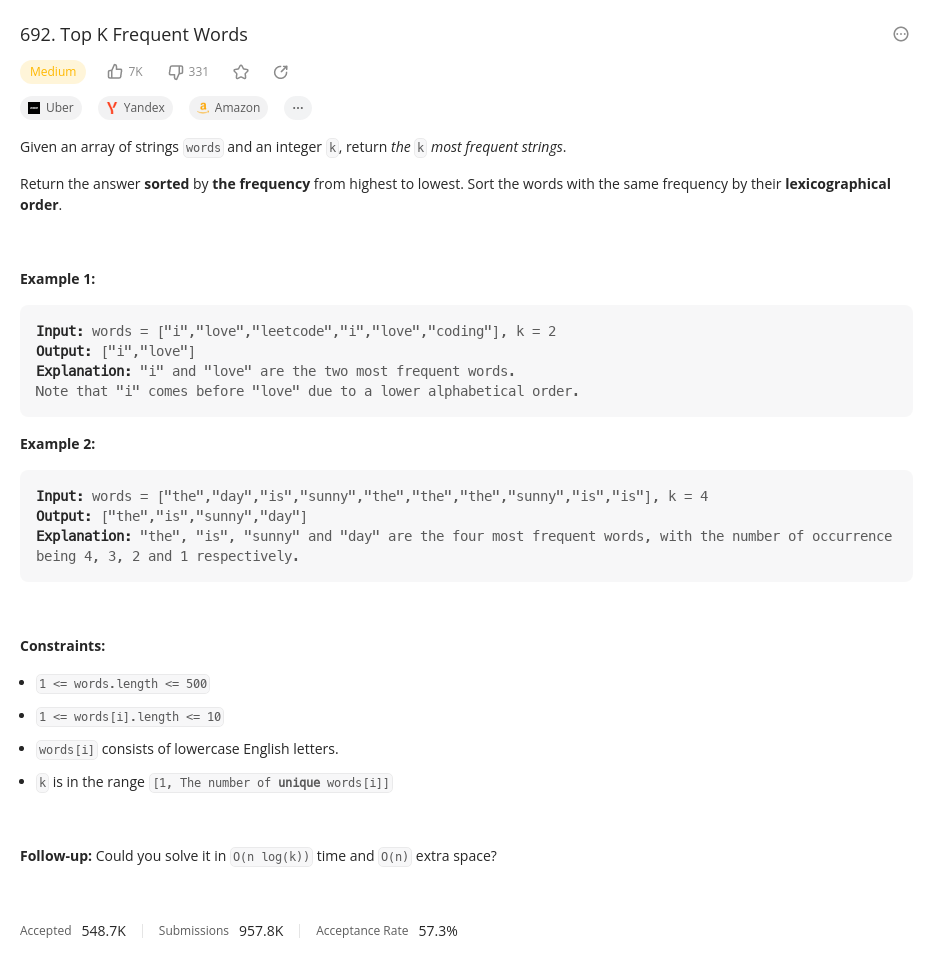 692. Top K Frequent Words
Medium 7K 331
Uber Yandex Amazon ...
Given an array of strings words and an integer k, return the k most frequent strings.
Return the answer sorted by the frequency from highest to lowest. Sort the words with the same frequency by their lexicographical
order.
Example 1:
Input: words = ["i","love","leetcode","i","love","coding"], k = 2
Output: ["i","love"]
Explanation: "i" and "love" are the two most frequent words.
Note that "i" comes before "love" due to a lower alphabetical order.
Example 2:
Input: words = ["the","day","is","sunny","the","the","the","sunny","is","is"], k = 4
Output: ["the","is","sunny","day"]
Explanation: "the", "is", "sunny" and "day" are the four most frequent words, with the number of occurrence
being 4, 3, 2 and 1 respectively.
Constraints:
• 1 <= words.length <= 500
• 1 <= words[i].length <= 10
• words[i] consists of lowercase English letters.
• k is in the range [1, The number of unique words[i]]
Follow-up: Could you solve it in O(n log(k)) time and O(n) extra space?
Accepted 548.7K Submissions 957.8K Acceptance Rate 57.3%